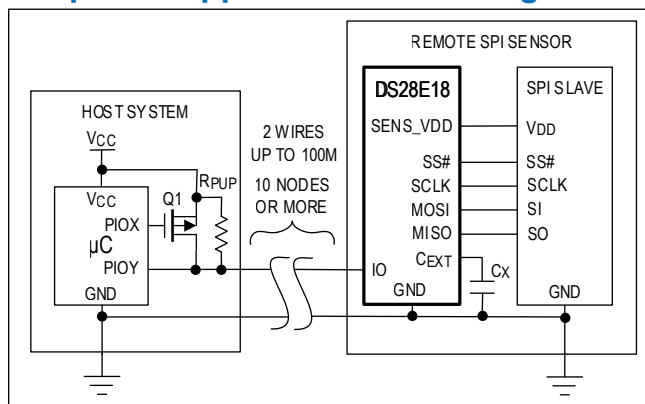 REMOTE SPI SENSOR
DS28E18
SPI SLAVE
HOST SYSTEM
VCC
2 WIRES
UP TO 100M
10 NODES
OR MORE
SENS_VDD
VDD
SS#
SS#
SCLK
SCLK
MOSI
SI
MISO
SO
VCC
PIOX
µC
PIOY
GND
Q1
RPUP
IO
CEXT
CX
GND
GND